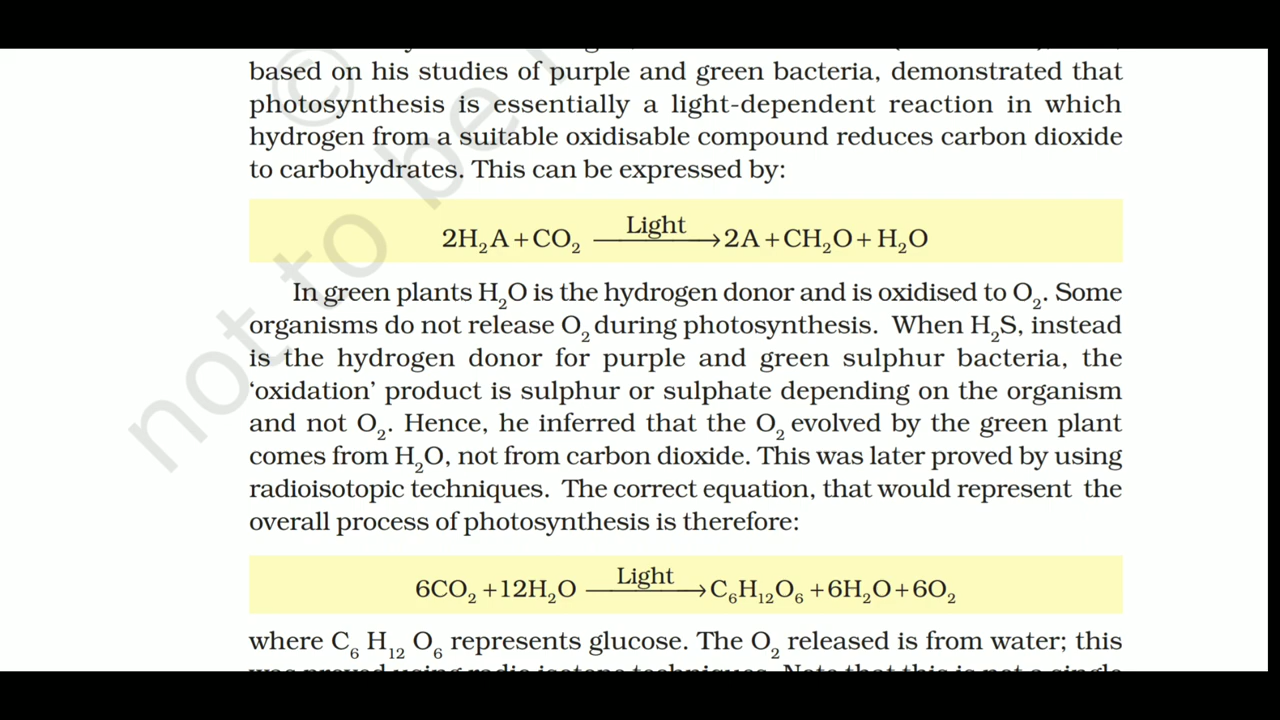 based on his studies of purple and green bacteria, demonstrated that
photosynthesis is essentially a light-dependent reaction in which
hydrogen from a suitable oxidisable compound reduces carbon dioxide
to carbohydrates. This can be expressed by:
2H₂A + CO₂ —Light→ 2A + CH₂O + H₂O
In green plants H₂O is the hydrogen donor and is oxidised to O₂. Some
organisms do not release O₂ during photosynthesis. When H₂S, instead
is the hydrogen donor for purple and green sulphur bacteria, the
‘oxidation’ product is sulphur or sulphate depending on the organism
and not O₂. Hence, he inferred that the O₂ evolved by the green plant
comes from H₂O, not from carbon dioxide. This was later proved by using
radioisotopic techniques. The correct equation, that would represent the
overall process of photosynthesis is therefore:
6CO₂ + 12H₂O —Light→ C₆H₁₂O₆ + 6H₂O + 6O₂
where C₆ H₁₂ O₆ represents glucose. The O₂ released is from water; this
© not to be